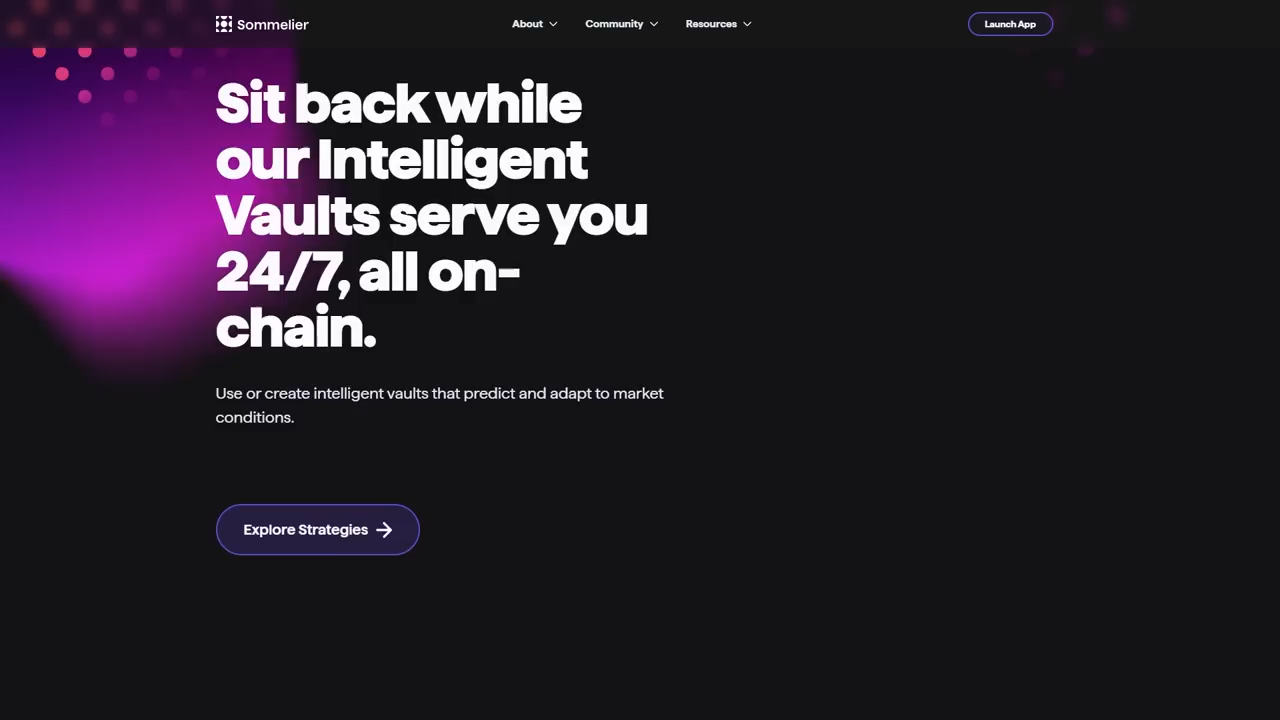 Sommelier
About
Community
Resources
Launch App
Sit back while
our Intelligent
Vaults serve you
24/7, all on-
chain.
Use or create intelligent vaults that predict and adapt to market
conditions.
Explore Strategies